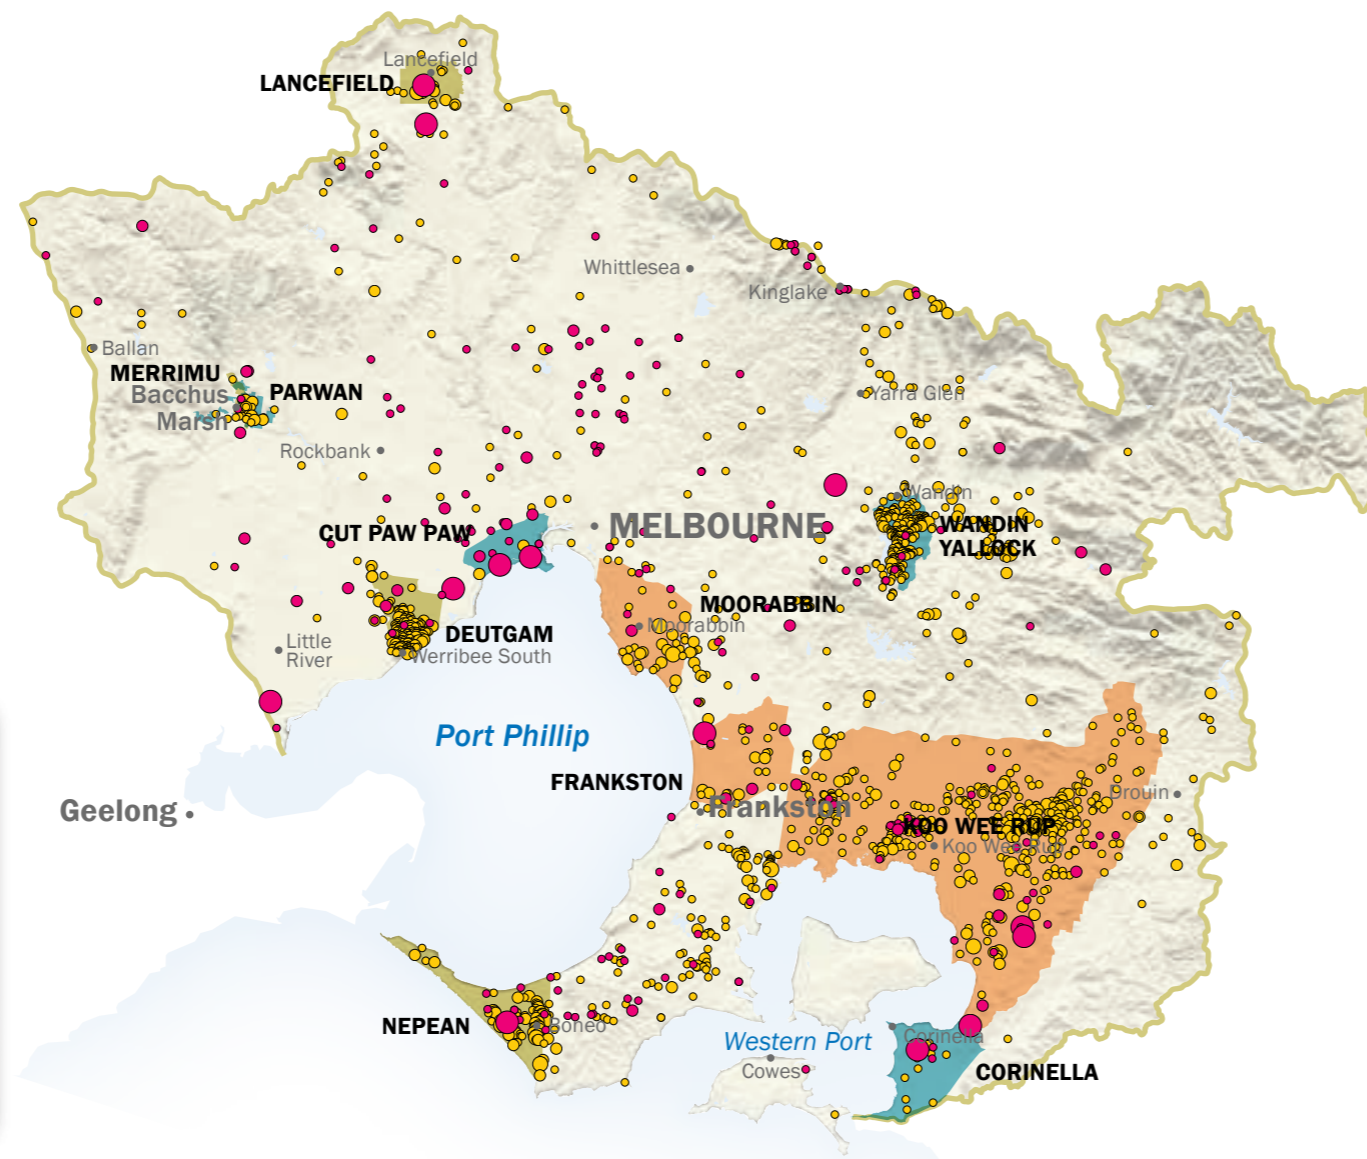 Lancefield
LANCEFIELD
Whittlesea
Kinglake
Ballan
MERRIMU
Bacchus
Marsh
PARWAN
Yarra Glen
Rockbank
Wandin
MELBOURNE
WANDIN
YALLOCK
CUT PAW PAW
MOORABBIN
Moorabbin
DEUTGAM
Werribee South
Little
River
Port Phillip
FRANKSTON
Frankston
Geelong
Drouin
KOO WEE RUP
Koo Wee Rup
NEPEAN
Boneo
Western Port
Corinella
Cowes
CORINELLA